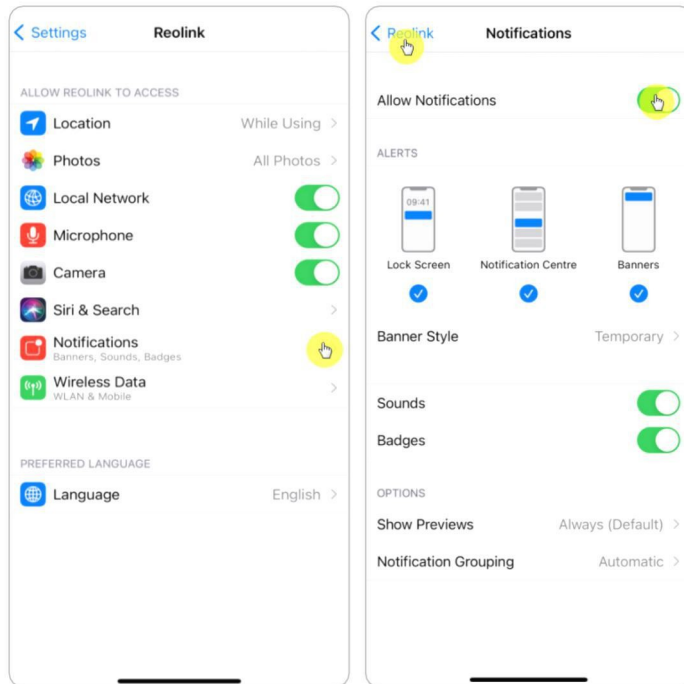 Settings
Reolink
ALLOW REOLINK TO ACCESS
Location While Using
Photos All Photos
Local Network
Microphone
Camera
Siri & Search
Notifications
Banners, Sounds, Badges
Wireless Data
WLAN & Mobile
PREFERRED LANGUAGE
Language English
Reolink
Notifications
Allow Notifications
ALERTS
09:41
Lock Screen Notification Centre Banners
Banner Style Temporary
Sounds
Badges
OPTIONS
Show Previews Always (Default)
Notification Grouping Automatic